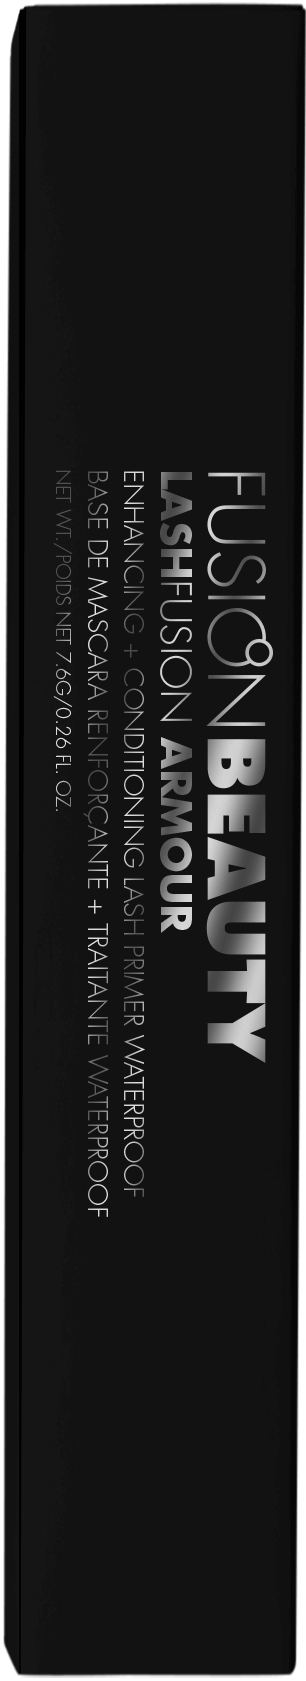 FUSIONBEAUTY
LASHFUSION ARMOUR
ENHANCING + CONDITIONING LASH PRIMER WATERPROOF
BASE DE MASCARA RENFORÇANTE + TRAITANTE WATERPROOF
NET WT./POIDS NET 7.6G/0.26 FL. OZ.